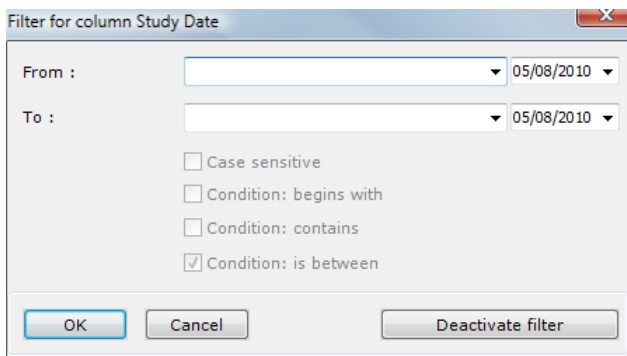 Filter for column Study Date
From : 05/08/2010
To : 05/08/2010
Case sensitive
Condition: begins with
Condition: contains
Condition: is between
OK Cancel Deactivate filter